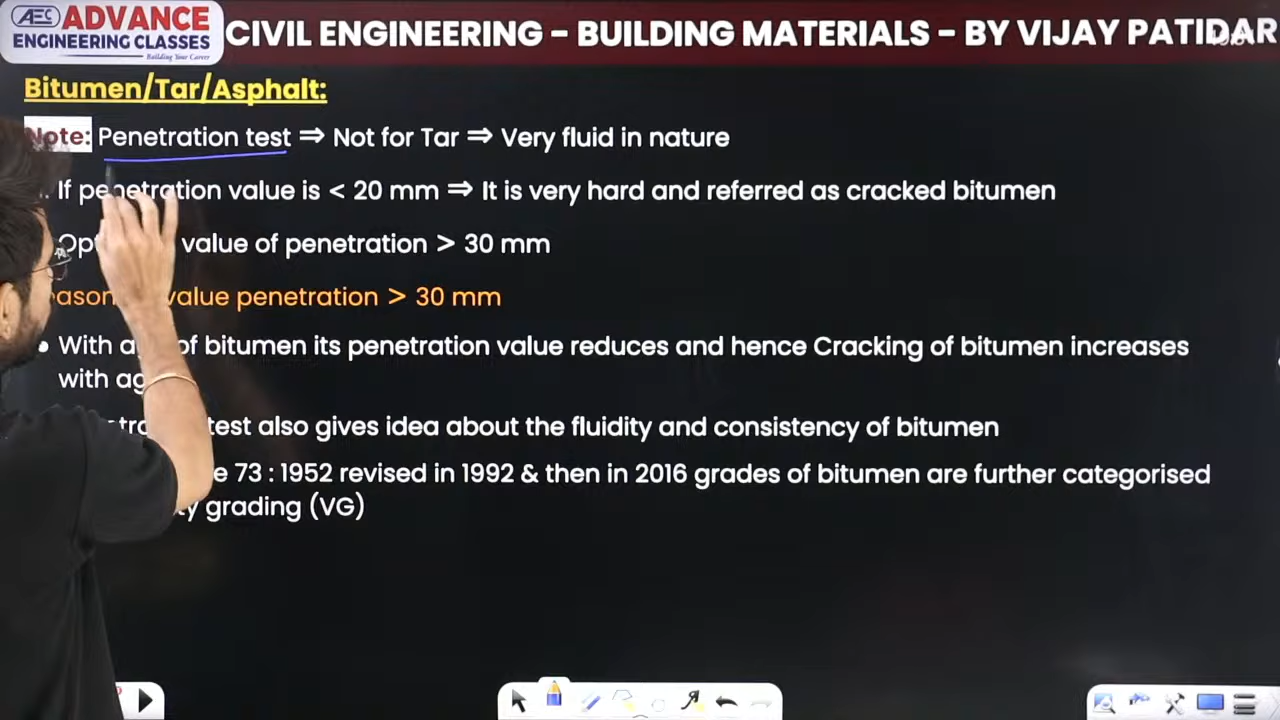 AEC ADVANCE
ENGINEERING CLASSES
Building Your Career
CIVIL ENGINEERING - BUILDING MATERIALS - BY VIJAY PATIDAR
Bitumen/Tar/Asphalt:
Note: Penetration test ⇒ Not for Tar ⇒ Very fluid in nature
If penetration value is < 20 mm ⇒ It is very hard and referred as cracked bitumen
value of penetration > 30 mm
value penetration > 30 mm
• With of bitumen its penetration value reduces and hence Cracking of bitumen increases
with
test also gives idea about the fluidity and consistency of bitumen
73 : 1952 revised in 1992 & then in 2016 grades of bitumen are further categorised
grading (VG)